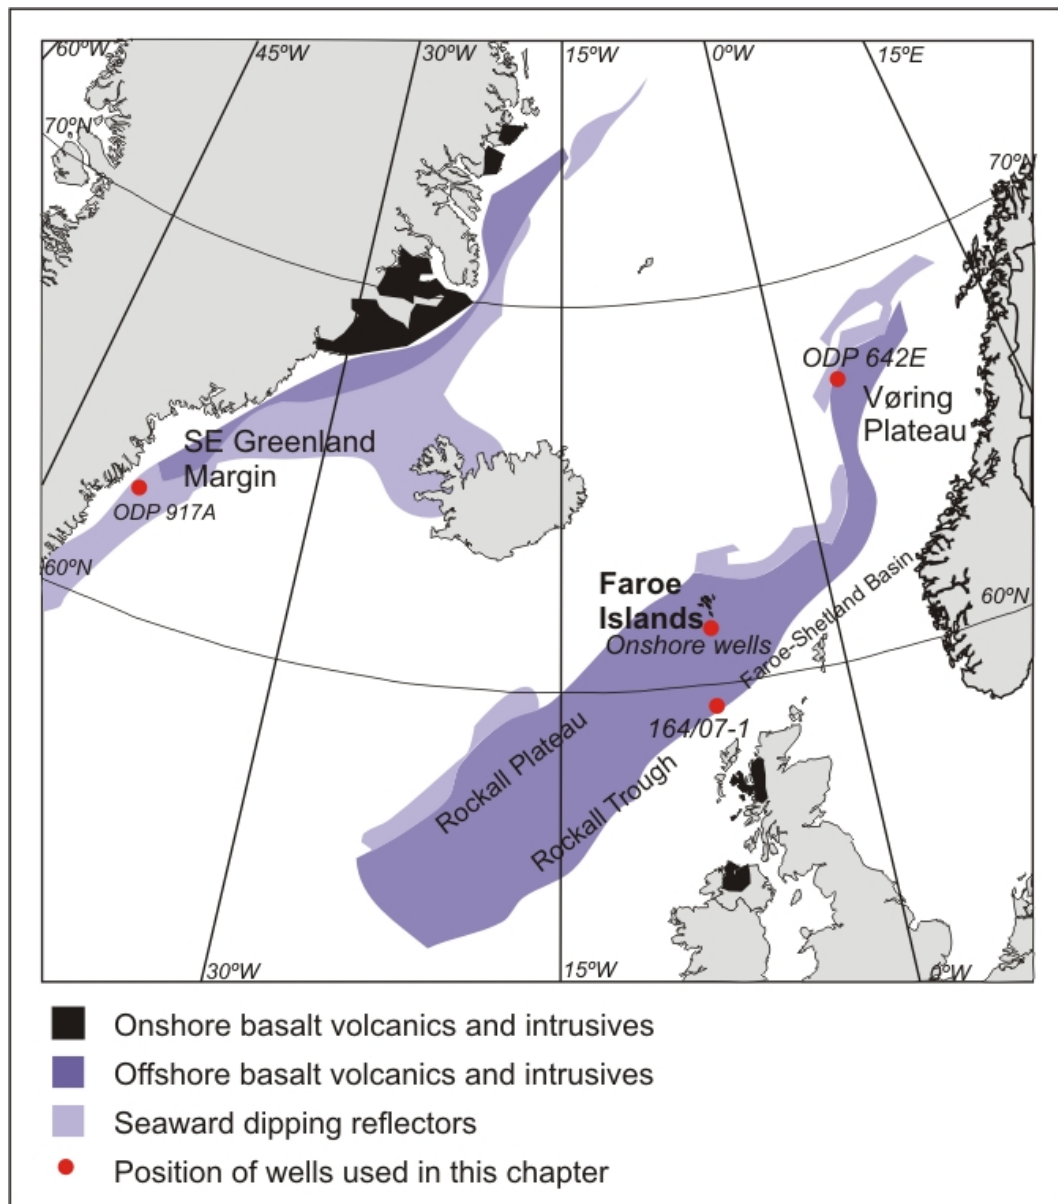 60ºW
45ºW
30ºW
15ºW
0ºW
15ºE
70ºN
70ºN
ODP 642E
Vøring
Plateau
SE Greenland
Margin
ODP 917A
60ºN
Faroe
Islands
Onshore wells
Faroe-Shetland Basin
60ºN
164/07-1
Rockall Plateau
Rockall Trough
30ºW
15ºW
0ºW
Onshore basalt volcanics and intrusives
Offshore basalt volcanics and intrusives
Seaward dipping reflectors
Position of wells used in this chapter